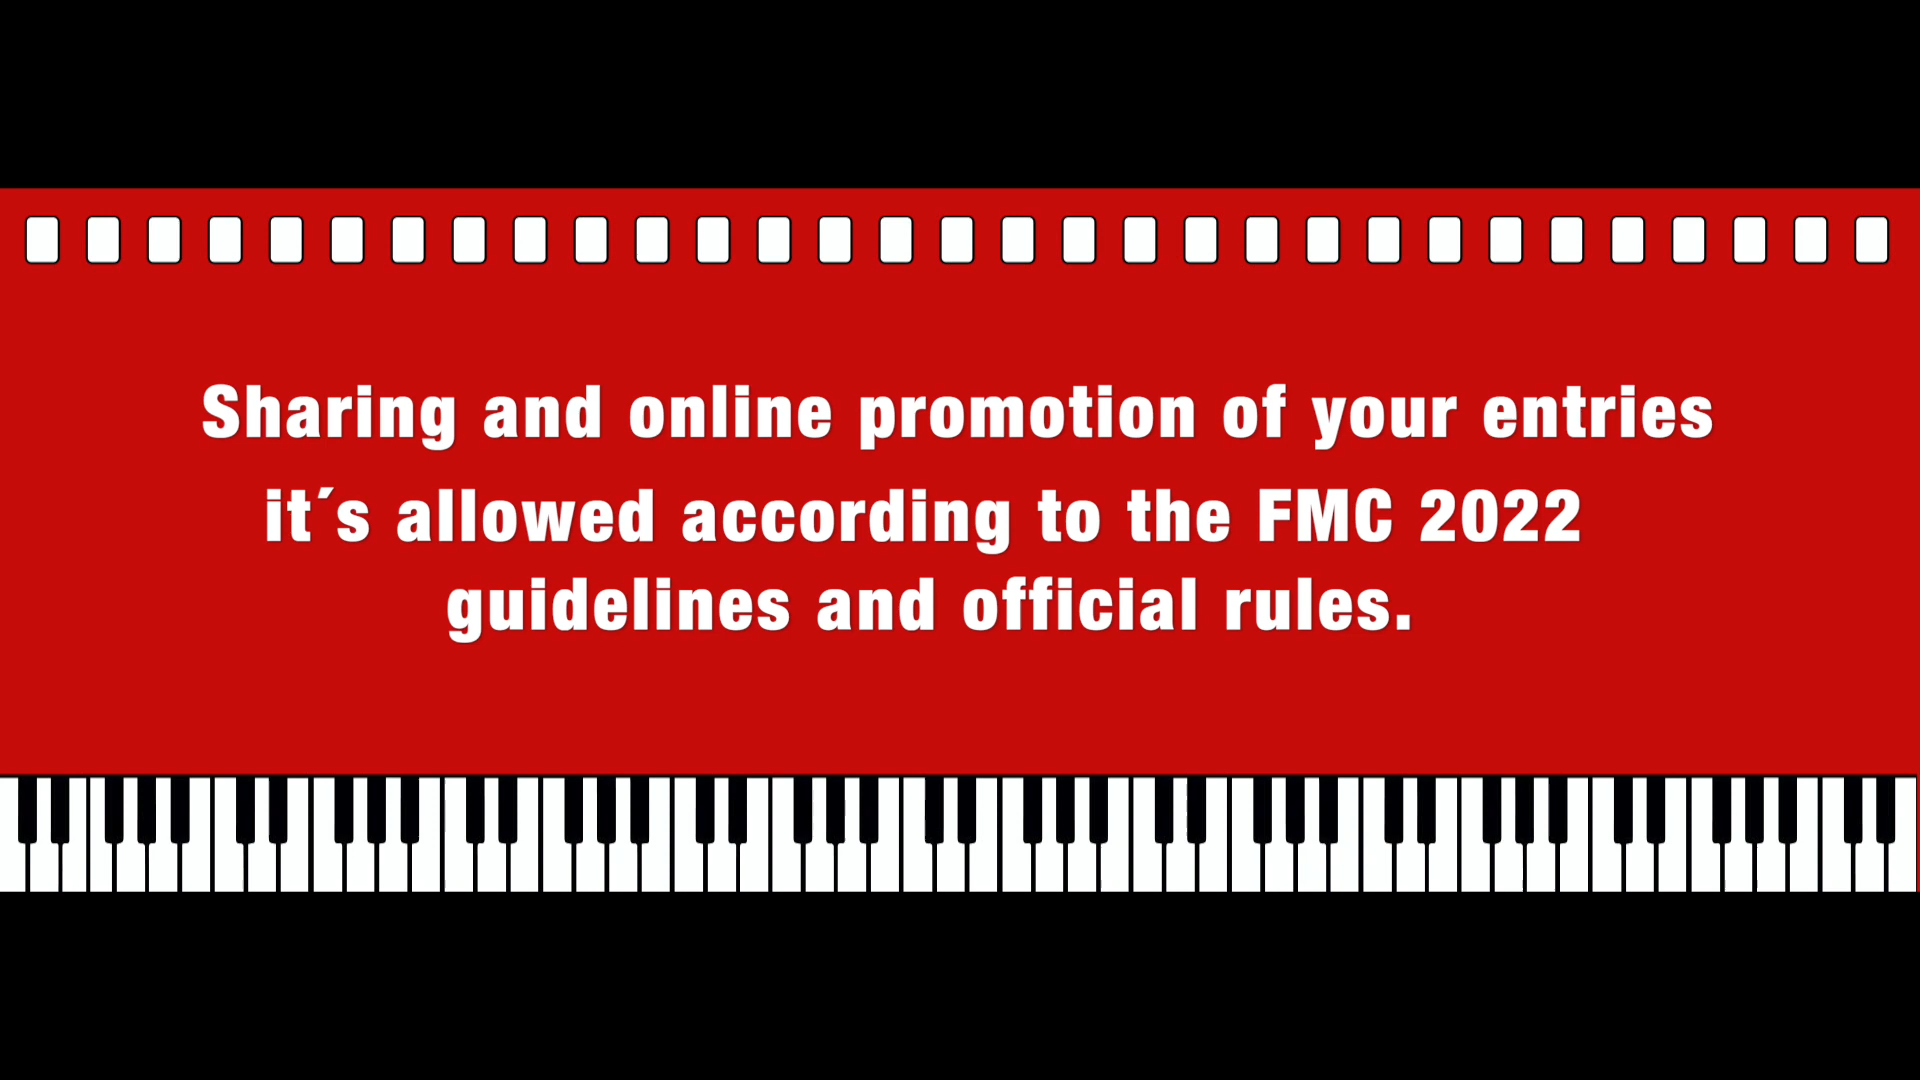 Sharing and online promotion of your entries
it´s allowed according to the FMC 2022
guidelines and official rules.